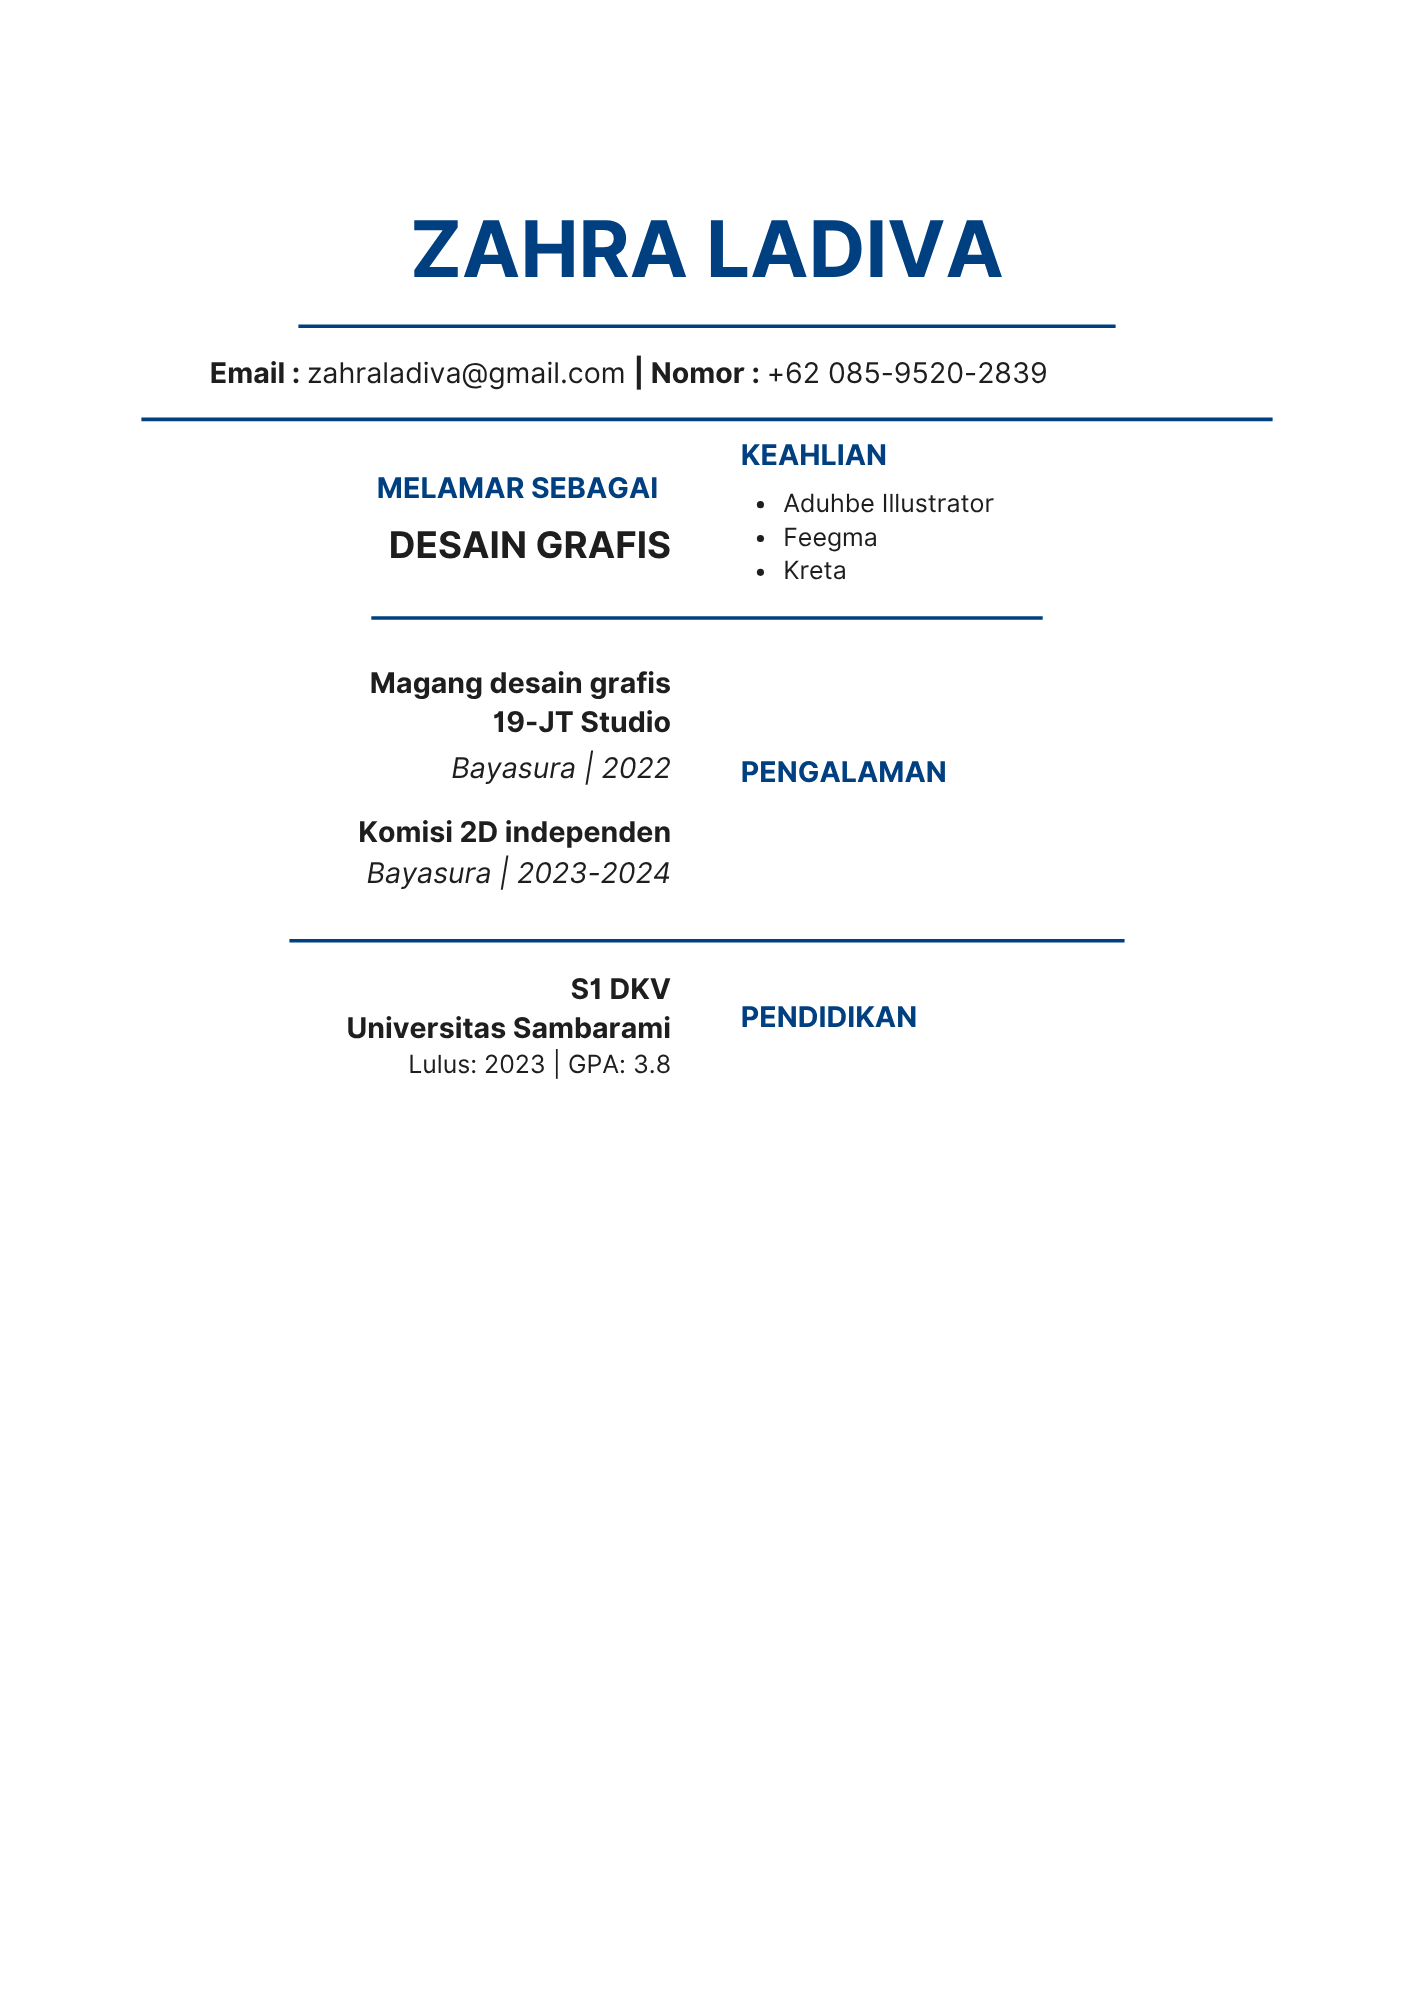 ZAHRA LADIVA
Email : zahraladiva@gmail.com | Nomor : +62 085-9520-2839
MELAMAR SEBAGAI
DESAIN GRAFIS
KEAHLIAN
• Aduhbe Illustrator
• Feegma
• Kreta
Magang desain grafis
19-JT Studio
Bayasura | 2022
Komisi 2D independen
Bayasura | 2023-2024
PENGALAMAN
S1 DKV
Universitas Sambarami
Lulus: 2023 | GPA: 3.8
PENDIDIKAN